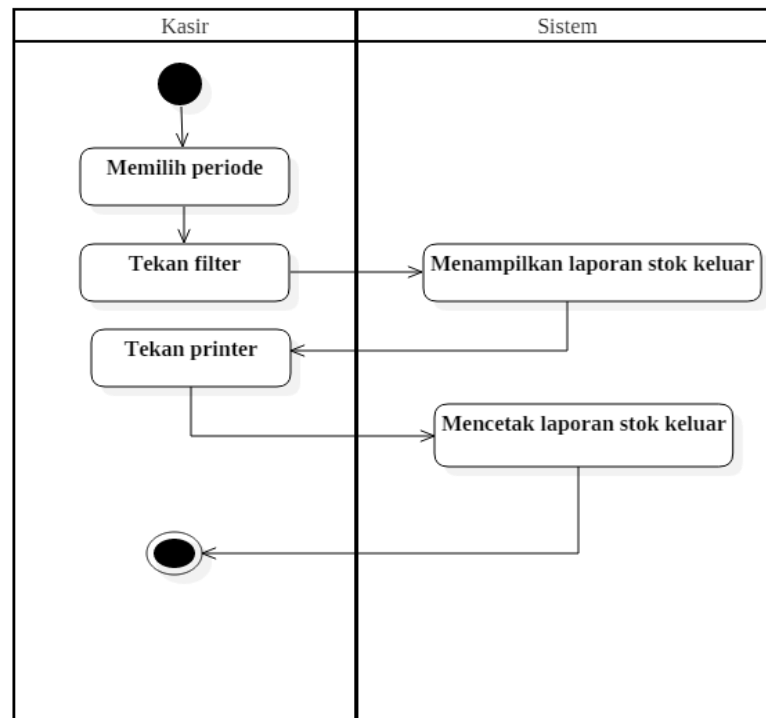 Kasir
Sistem
Memilih periode
Tekan filter
Menampilkan laporan stok keluar
Tekan printer
Mencetak laporan stok keluar